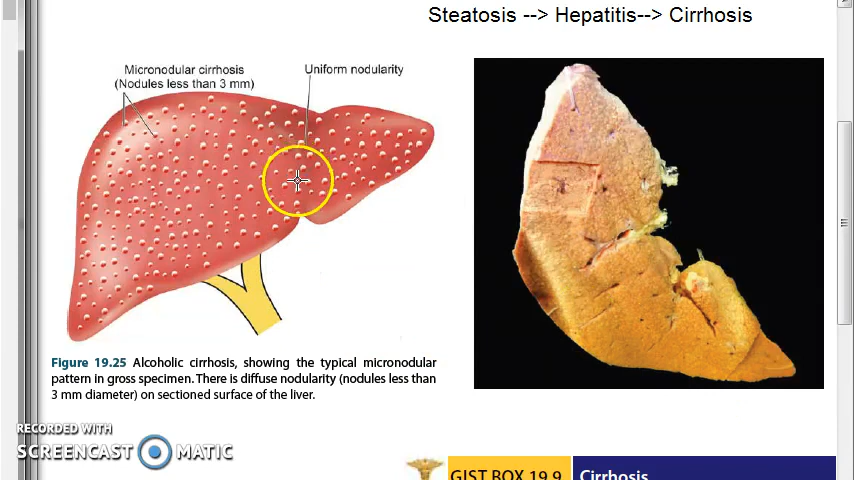 Steatosis --> Hepatitis--> Cirrhosis
Micronodular cirrhosis
(Nodules less than 3 mm)
Uniform nodularity
Figure 19.25 Alcoholic cirrhosis, showing the typical micronodular
pattern in gross specimen. There is diffuse nodularity (nodules less than
3 mm diameter) on sectioned surface of the liver.
RECORDED WITH
SCREENCAST MATIC
GIST BOX 19.9 Cirrhosis